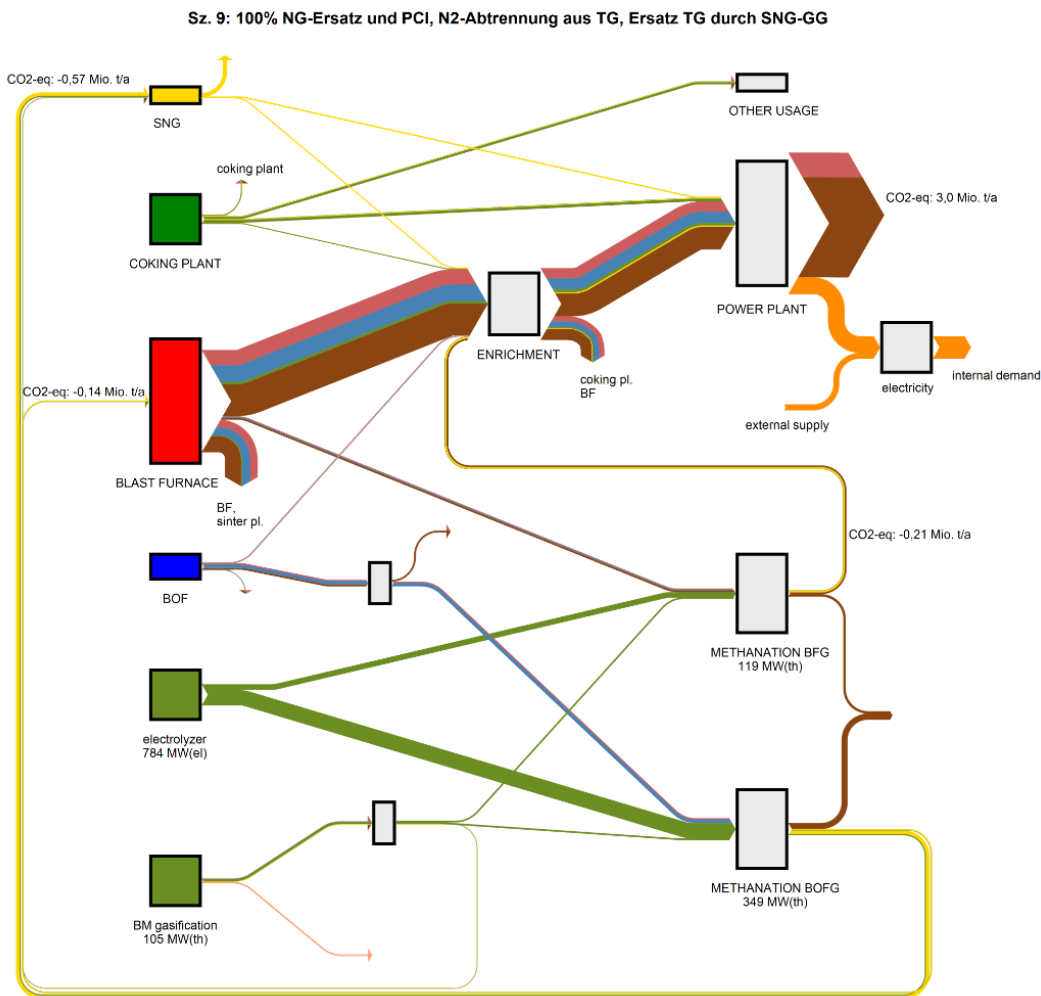 Sz. 9: 100% NG-Ersatz und PCI, N2-Abtrennung aus TG, Ersatz TG durch SNG-GG
CO2-eq: -0,57 Mio. t/a
SNG
OTHER USAGE
coking plant
COKING PLANT
CO2-eq: 3,0 Mio. t/a
POWER PLANT
ENRICHMENT
coking pl.
BF
electricity
internal demand
external supply
CO2-eq: -0,14 Mio. t/a
BLAST FURNACE
BF,
sinter pl.
CO2-eq: -0,21 Mio. t/a
BOF
METHANATION BFG
119 MW(th)
electrolyzer
784 MW(el)
METHANATION BOFG
349 MW(th)
BM gasification
105 MW(th)